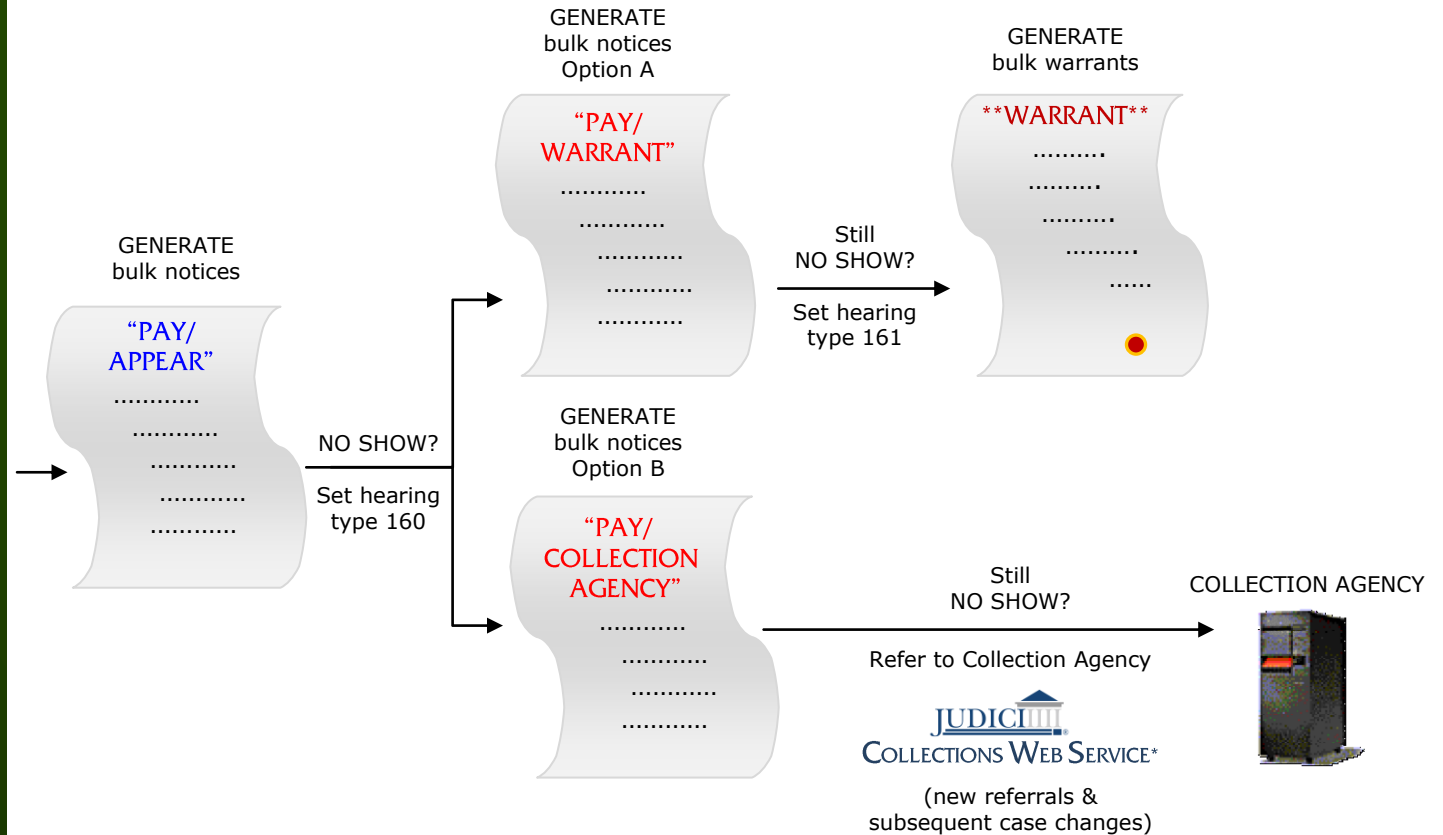 GENERATE
bulk notices
“PAY/
APPEAR”
............
............
............
............
............
NO SHOW?
Set hearing
type 160
GENERATE
bulk notices
Option A
“PAY/
WARRANT”
............
............
............
............
............
Still
NO SHOW?
Set hearing
type 161
GENERATE
bulk warrants
**WARRANT**
..........
..........
..........
..........
......
GENERATE
bulk notices
Option B
“PAY/
COLLECTION
AGENCY”
............
............
............
............
Still
NO SHOW?
Refer to Collection Agency
JUDICI®
COLLECTIONS WEB SERVICE*
(new referrals &
subsequent case changes)
COLLECTION AGENCY